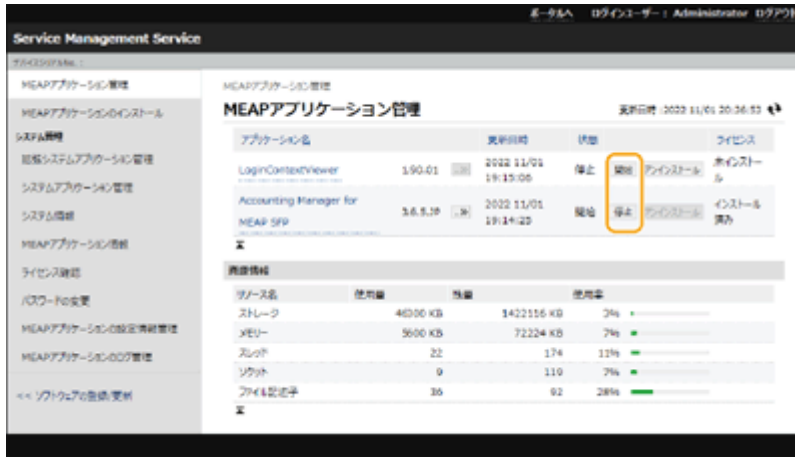 ポータルへ ログインユーザー : Administrator ログアウト
Service Management Service
MEAPアプリケーション管理
MEAPアプリケーションのインストール
システム管理
拡張システムアプリケーション管理
システムアプリケーション管理
システム情報
MEAPアプリケーション情報
ライセンス確認
パスワードの変更
MEAPアプリケーションの設定情報管理
MEAPアプリケーションのログ管理
<< ソフトウェアの登録/更新
MEAPアプリケーション管理
MEAPアプリケーション管理
更新日時 :2022 11/01 20:36:53
アプリケーション名 更新日時 状態 ライセンス
LoginContextViewer 1.90.01 2022 11/01 19:15:06 停止 開始 アンインストール 未インストール
Accounting Manager for MEAP SFP 2022 11/01 19:14:25 開始 停止 アンインストール インストール済み
資源情報
リソース名 使用量 残量 使用率
ストレージ 46300 KB 1422116 KB 3%
メモリー 5600 KB 72224 KB 7%
スレッド 22 174 11%
ソケット 9 119 7%
ファイル記述子 36 92 28%